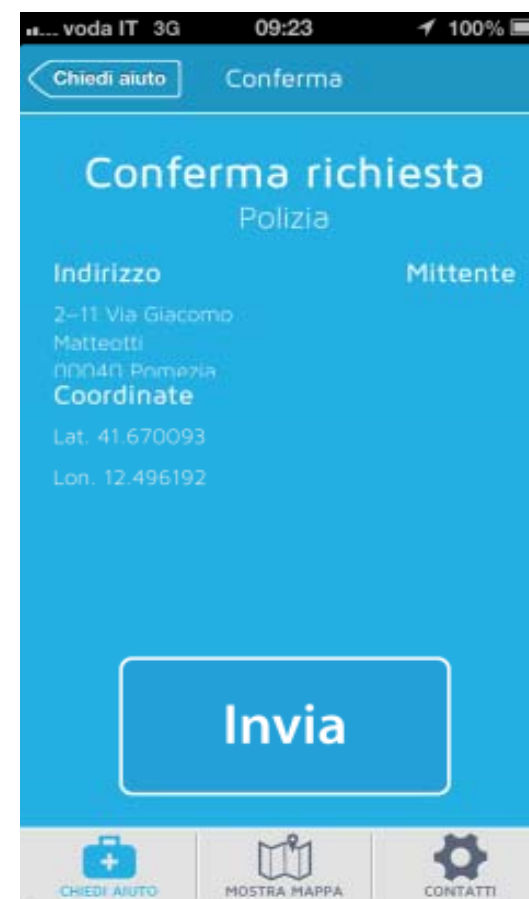 voda IT 3G 09:23 100%
Chiedi aiuto Conferma
Conferma richiesta
Polizia
Indirizzo Mittente
2-11 Via Giacomo
Matteotti
00040 Pomezia
Coordinate
Lat. 41.670093
Lon. 12.496192
Invia
CHIEDI AIUTO MOSTRA MAPPA CONTATTI